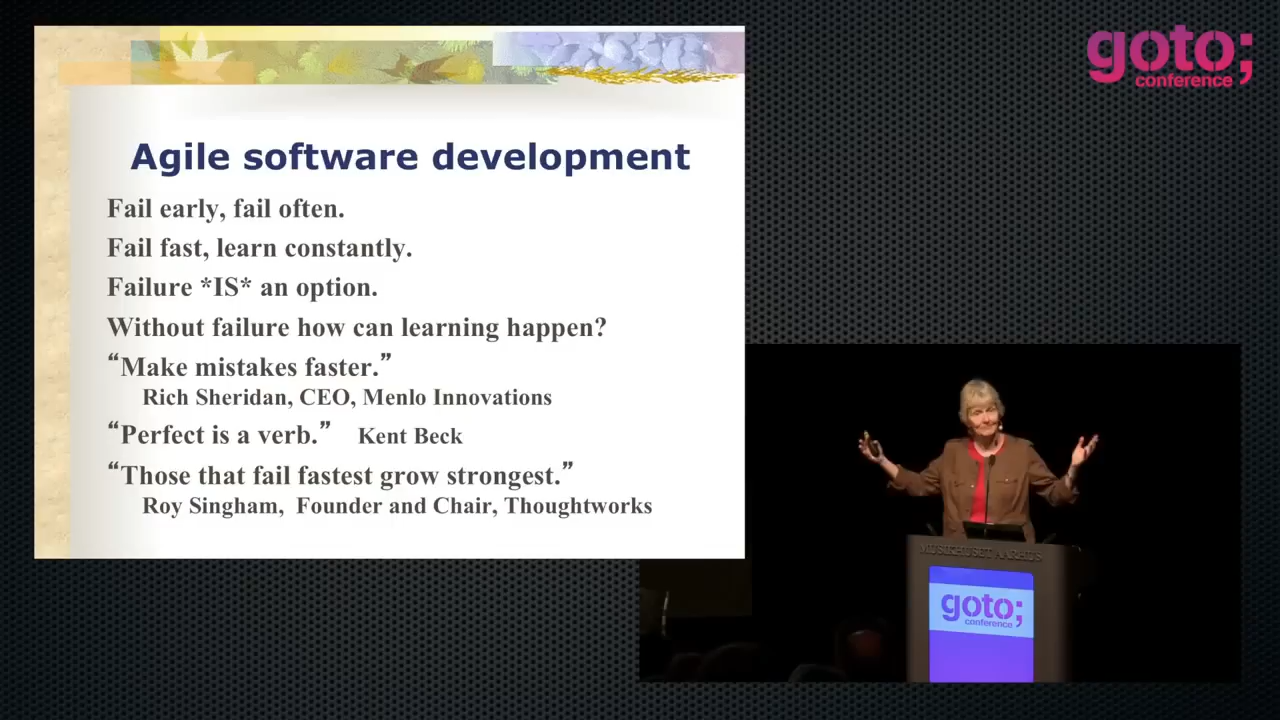 Agile software development
Fail early, fail often.
Fail fast, learn constantly.
Failure *IS* an option.
Without failure how can learning happen?
“Make mistakes faster.”
Rich Sheridan, CEO, Menlo Innovations
“Perfect is a verb.” Kent Beck
“Those that fail fastest grow strongest.”
Roy Singham, Founder and Chair, Thoughtworks
goto;
conference
MUSIKHUSET AARHUS
goto;
conference